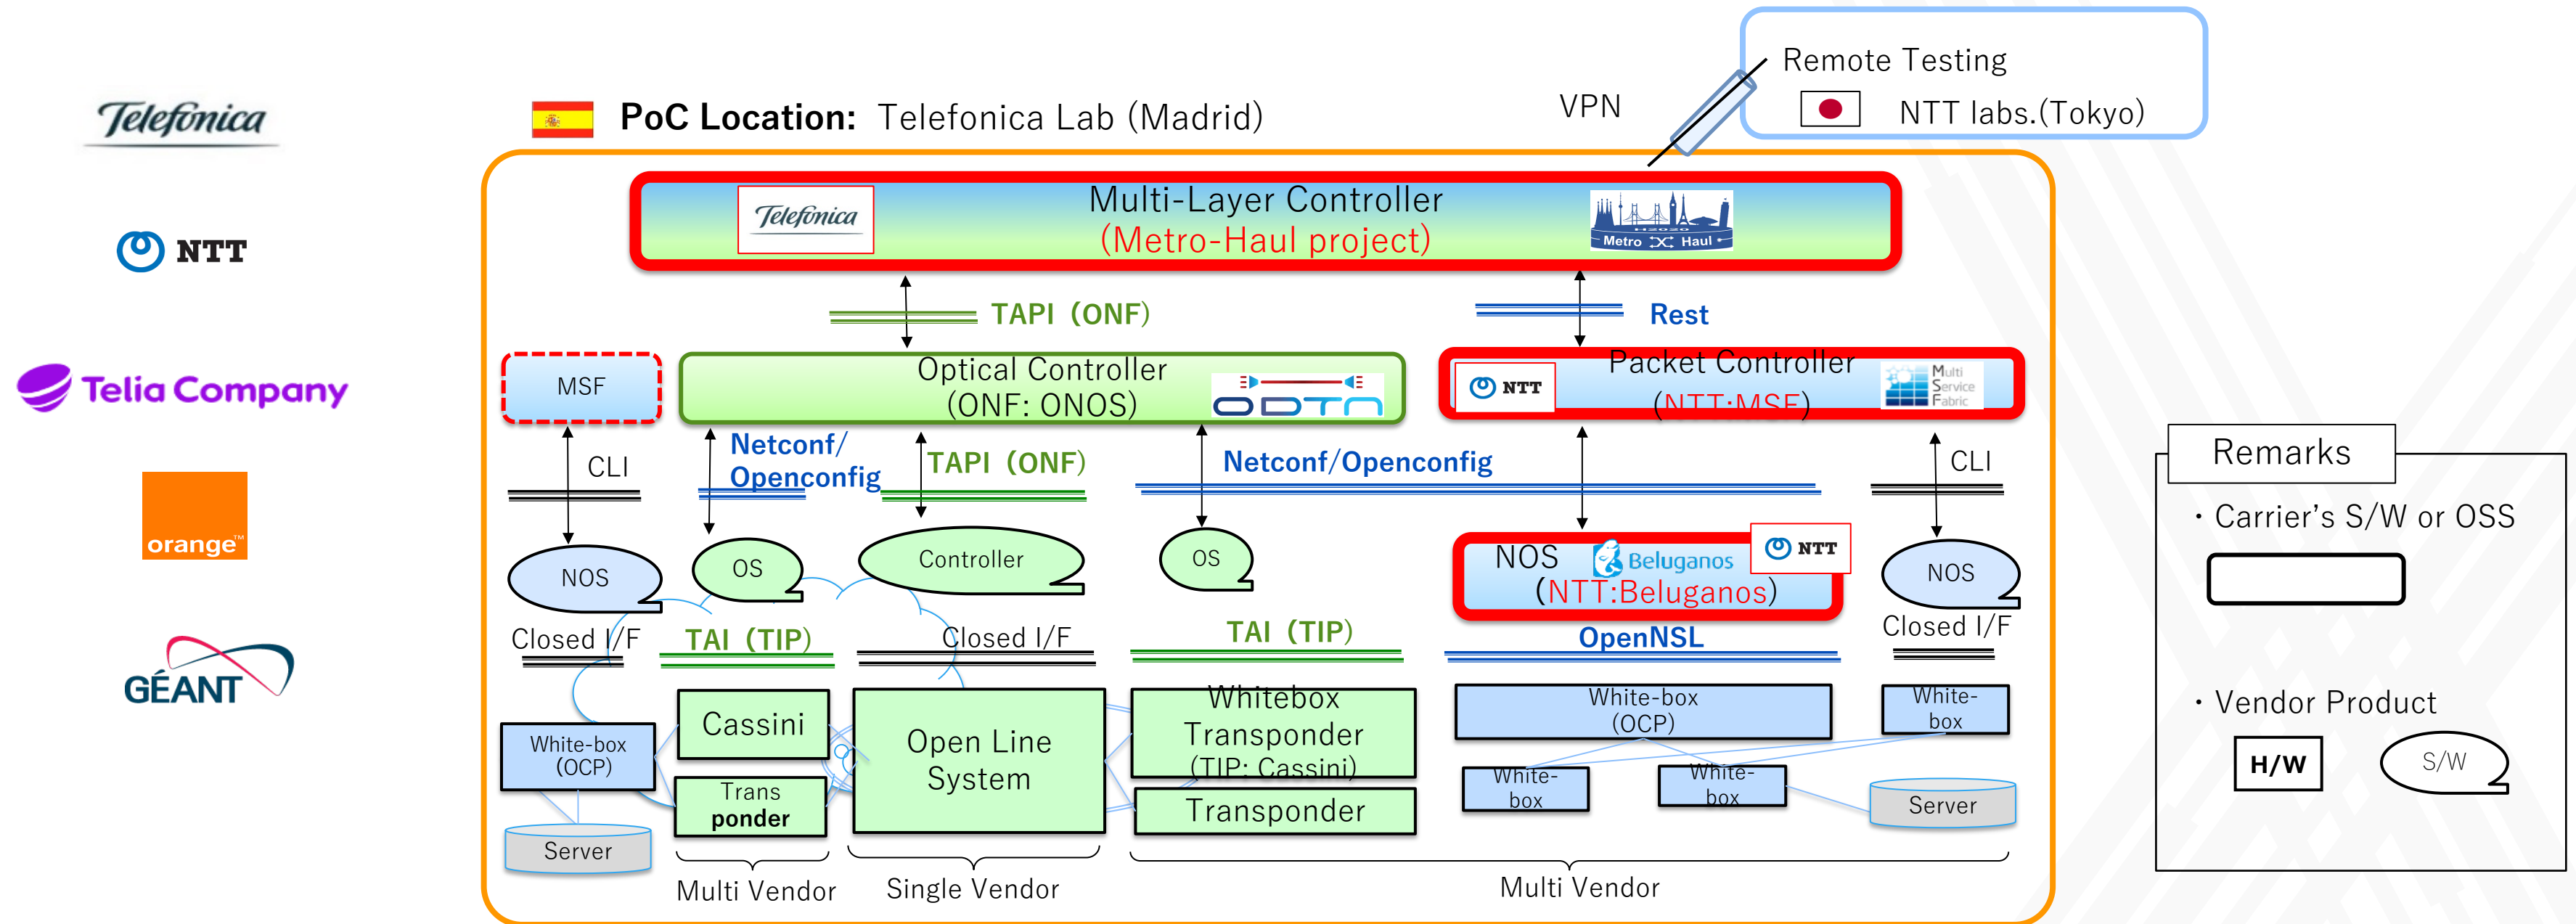 Telefonica
NTT
Telia Company
orange™
GÉANT
PoC Location: Telefonica Lab (Madrid)
VPN
Remote Testing
NTT labs.(Tokyo)
Telefonica
Multi-Layer Controller
(Metro-Haul project)
H2020
Metro Haul
TAPI (ONF)
Rest
MSF
Optical Controller
(ONF: ONOS)
ODTN
NTT
Packet Controller
(NTT:MSF)
Multi
Service
Fabric
CLI
Netconf/
Openconfig
TAPI (ONF)
Netconf/Openconfig
CLI
NOS
OS
Controller
OS
NOS
Beluganos
NTT
(NTT:Beluganos)
NOS
Closed I/F
TAI (TIP)
Closed I/F
TAI (TIP)
OpenNSL
Closed I/F
White-box
(OCP)
Cassini
Trans
ponder
Open Line
System
Whitebox
Transponder
(TIP: Cassini)
Transponder
White-box
(OCP)
White-
box
White-
box
White-
box
Server
Server
Multi Vendor
Single Vendor
Multi Vendor
Remarks
・Carrier’s S/W or OSS
・Vendor Product
H/W
S/W